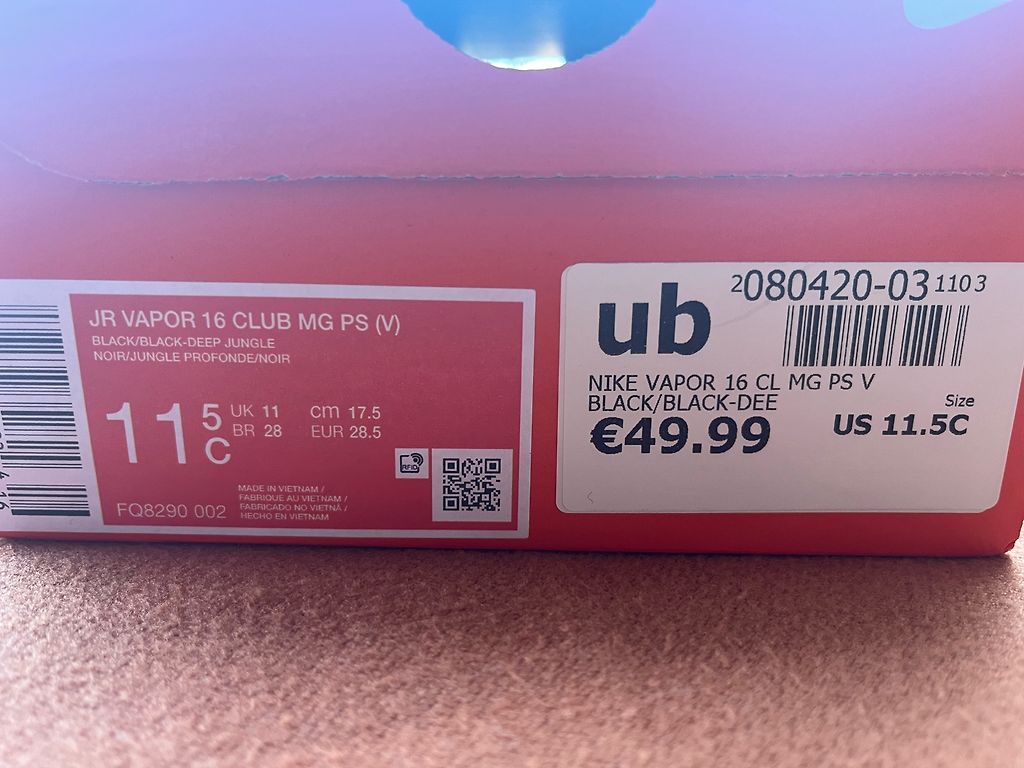 JR VAPOR 16 CLUB MG PS (V)
BLACK/BLACK-DEEP JUNGLE
NOIR/JUNGLE PROFONDE/NOIR
11 5C
UK 11
BR 28
cm 17.5
EUR 28.5
RFID
FQ8290 002
MADE IN VIETNAM /
FABRIQUE AU VIETNAM /
FABRICADO NO VIETNÃ /
HECHO EN VIETNAM
ub
2080420-03 1103
NIKE VAPOR 16 CL MG PS V
BLACK/BLACK-DEE
Size
€49.99
US 11.5C